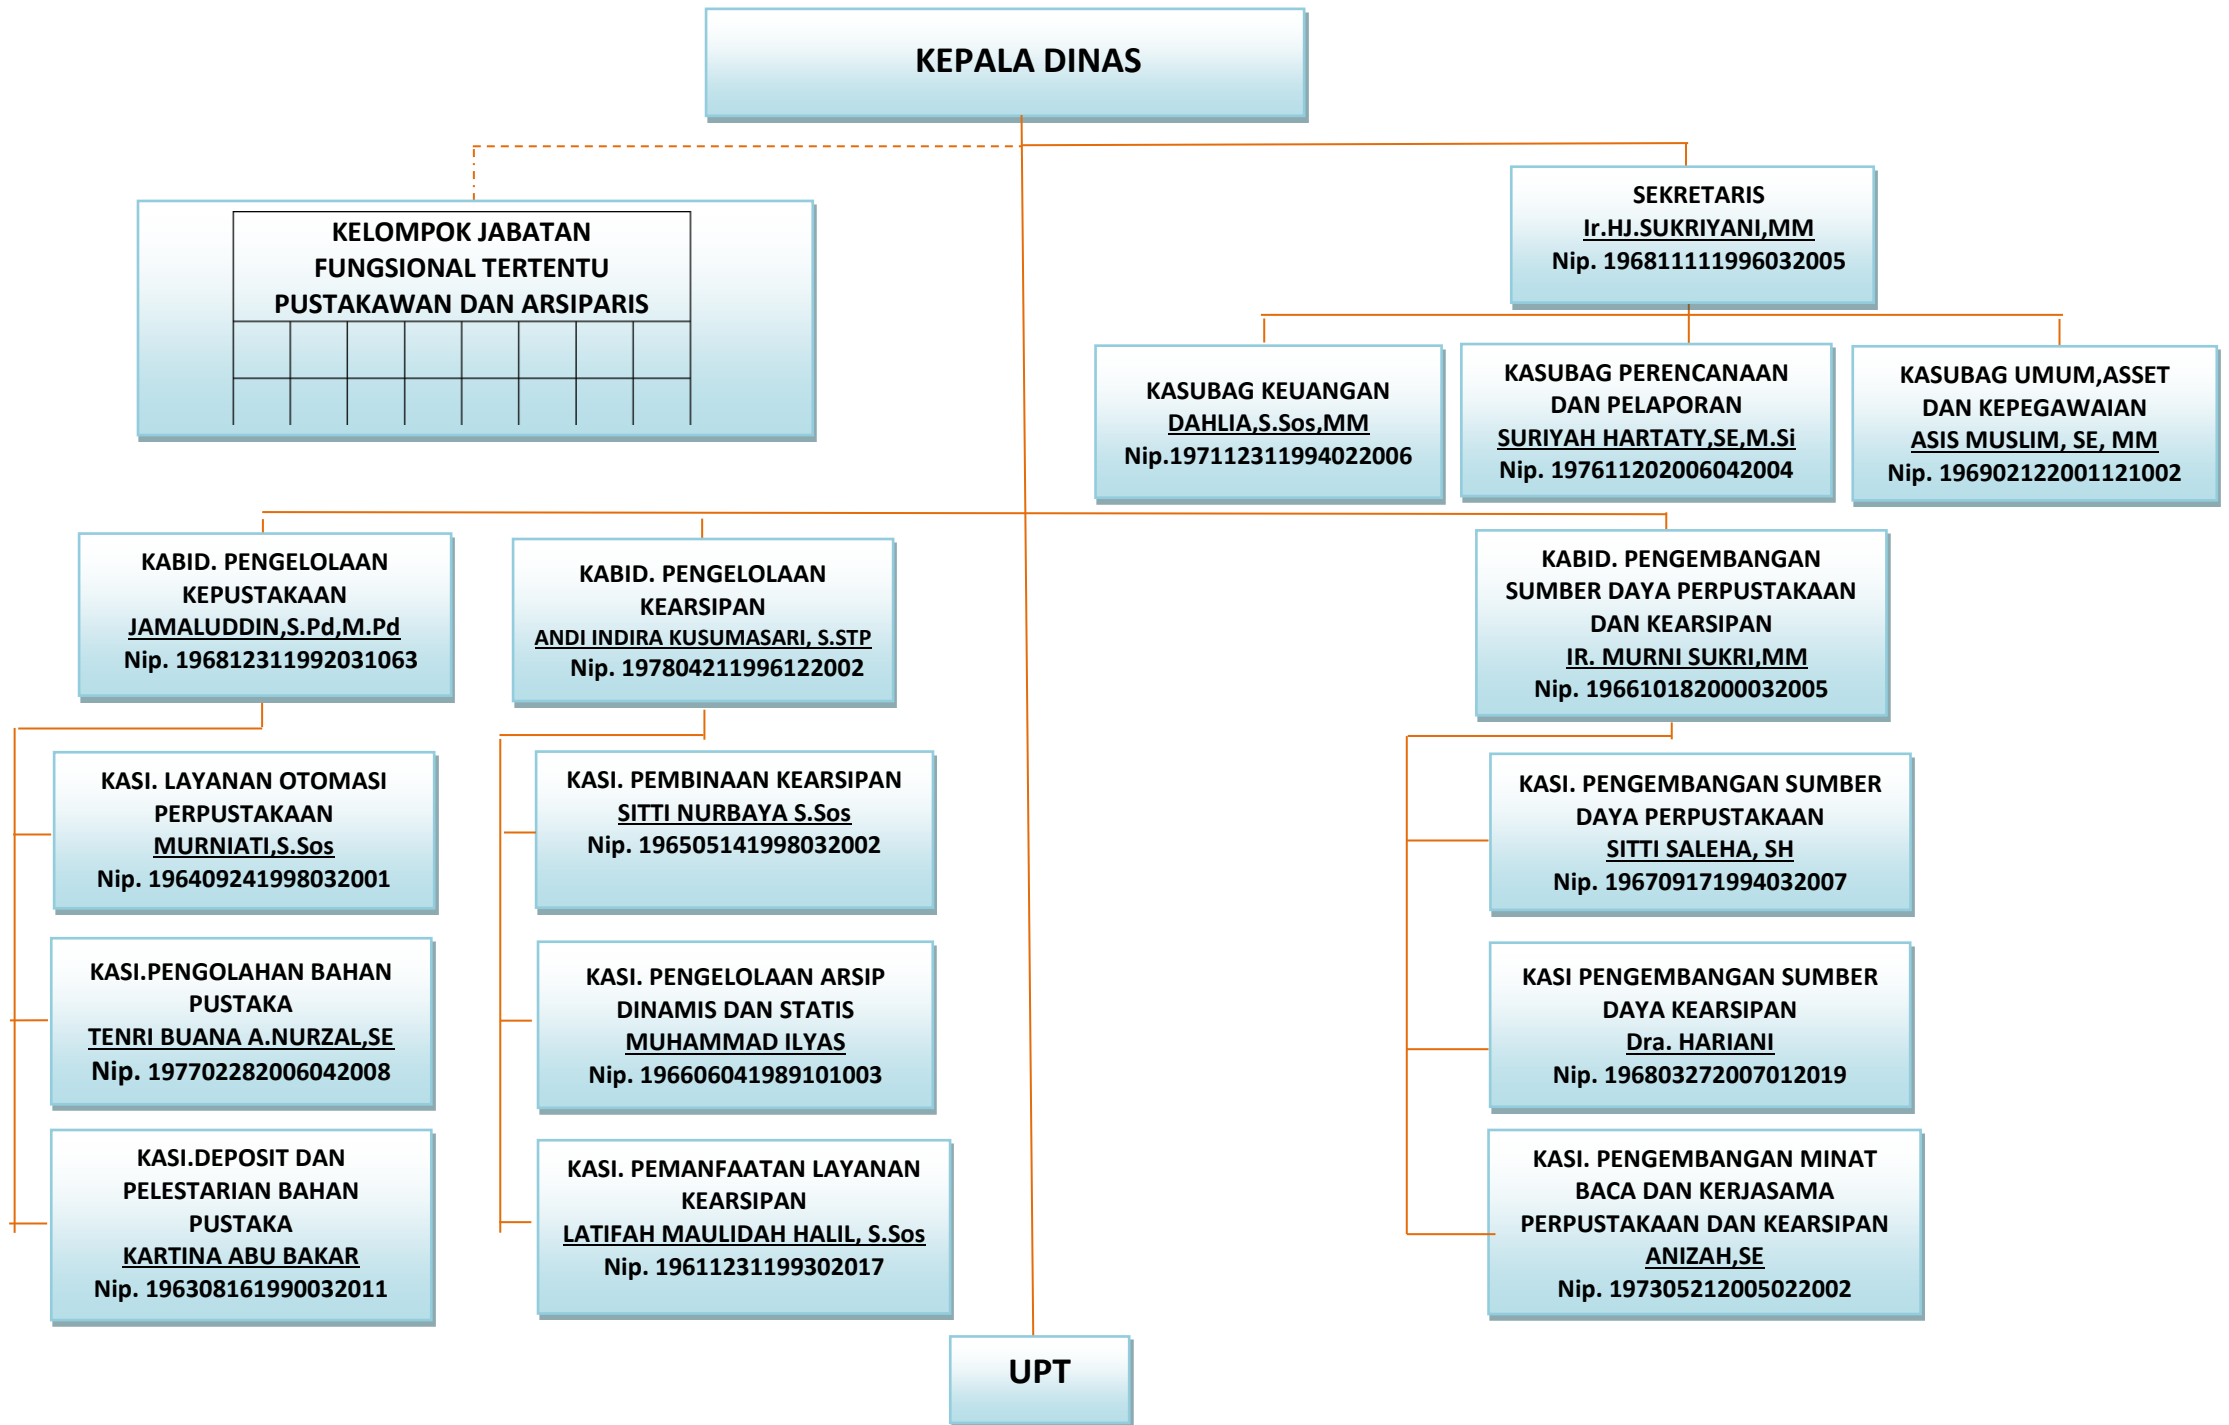 KEPALA DINAS
KELOMPOK JABATAN
FUNGSIONAL TERTENTU
PUSTAKAWAN DAN ARSIPARIS
SEKRETARIS
Ir.HJ.SUKRIYANI,MM
Nip. 196811111996032005
KASUBAG KEUANGAN
DAHLIA,S.Sos,MM
Nip.197112311994022006
KASUBAG PERENCANAAN
DAN PELAPORAN
SURIYAH HARTATY,SE,M.Si
Nip. 197611202006042004
KASUBAG UMUM,ASSET
DAN KEPEGAWAIAN
ASIS MUSLIM, SE, MM
Nip. 196902122001121002
KABID. PENGELOLAAN
KEPUSTAKAAN
JAMALUDDIN,S.Pd,M.Pd
Nip. 196812311992031063
KABID. PENGELOLAAN
KEARSIPAN
ANDI INDIRA KUSUMASARI, S.STP
Nip. 197804211996122002
KABID. PENGEMBANGAN
SUMBER DAYA PERPUSTAKAAN
DAN KEARSIPAN
IR. MURNI SUKRI,MM
Nip. 196610182000032005
KASI. LAYANAN OTOMASI
PERPUSTAKAAN
MURNIATI,S.Sos
Nip. 196409241998032001
KASI.PENGOLAHAN BAHAN
PUSTAKA
TENRI BUANA A.NURZAL,SE
Nip. 197702282006042008
KASI.DEPOSIT DAN
PELESTARIAN BAHAN
PUSTAKA
KARTINA ABU BAKAR
Nip. 196308161990032011
KASI. PEMBINAAN KEARSIPAN
SITTI NURBAYA S.Sos
Nip. 196505141998032002
KASI. PENGELOLAAN ARSIP
DINAMIS DAN STATIS
MUHAMMAD ILYAS
Nip. 196606041989101003
KASI. PEMANFAATAN LAYANAN
KEARSIPAN
LATIFAH MAULIDAH HALIL, S.Sos
Nip. 19611231199302017
KASI. PENGEMBANGAN SUMBER
DAYA PERPUSTAKAAN
SITTI SALEHA, SH
Nip. 196709171994032007
KASI PENGEMBANGAN SUMBER
DAYA KEARSIPAN
Dra. HARIANI
Nip. 196803272007012019
KASI. PENGEMBANGAN MINAT
BACA DAN KERJASAMA
PERPUSTAKAAN DAN KEARSIPAN
ANIZAH,SE
Nip. 197305212005022002
UPT